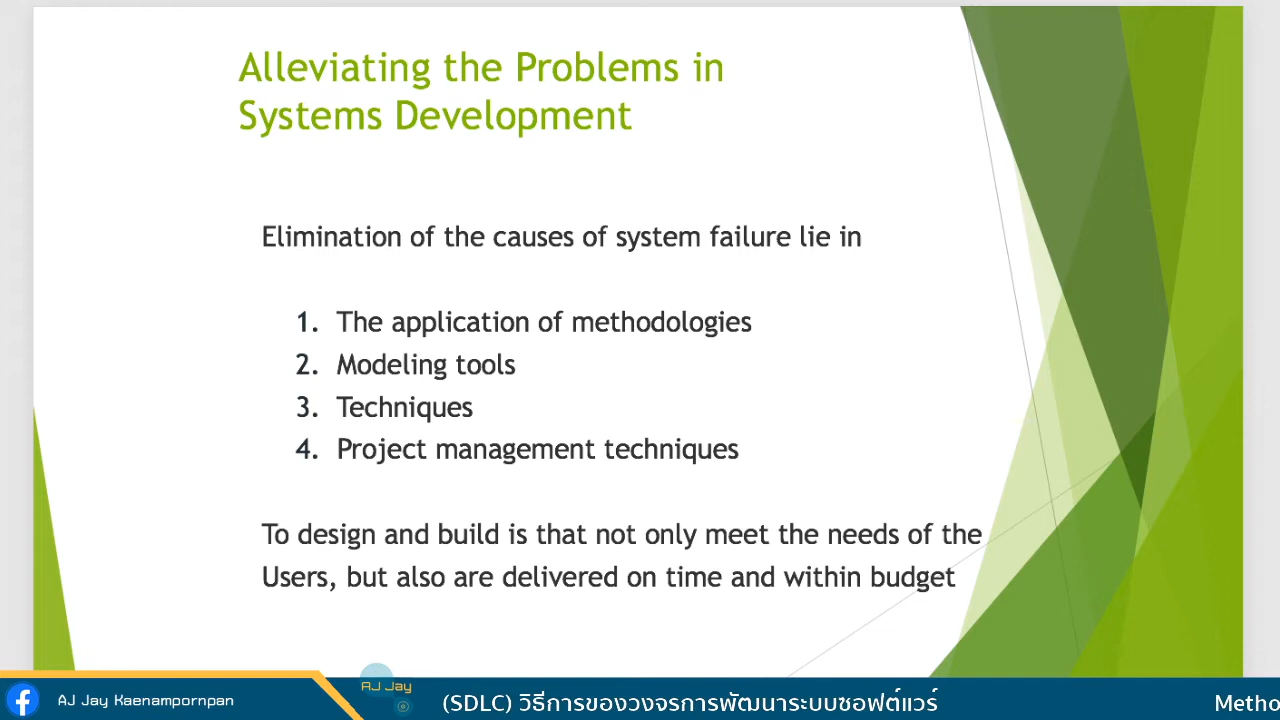 Alleviating the Problems in
Systems Development
Elimination of the causes of system failure lie in
1. The application of methodologies
2. Modeling tools
3. Techniques
4. Project management techniques
To design and build is that not only meet the needs of the
Users, but also are delivered on time and within budget
AJ Jay Kaenampornpan
AJ Jay
(SDLC) วิธีการของวงจรการพัฒนาระบบซอฟต์แวร์
Metho